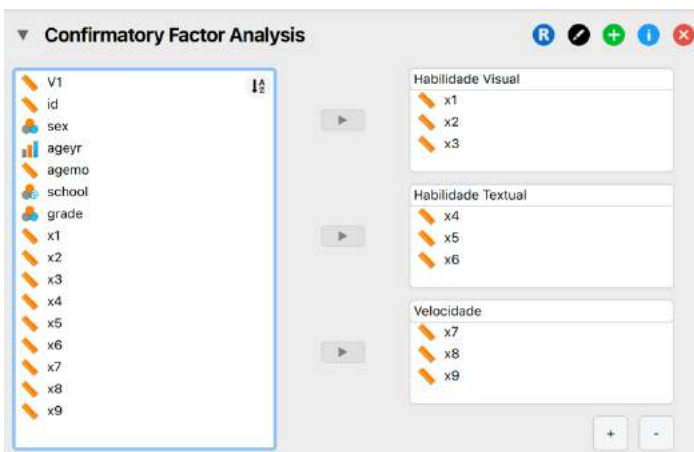 Confirmatory Factor Analysis
R
i
V1
id
sex
ageyr
agemo
school
grade
x1
x2
x3
x4
x5
x6
x7
x8
x9
Habilidade Visual
x1
x2
x3
Habilidade Textual
x4
x5
x6
Velocidade
x7
x8
x9
+
-